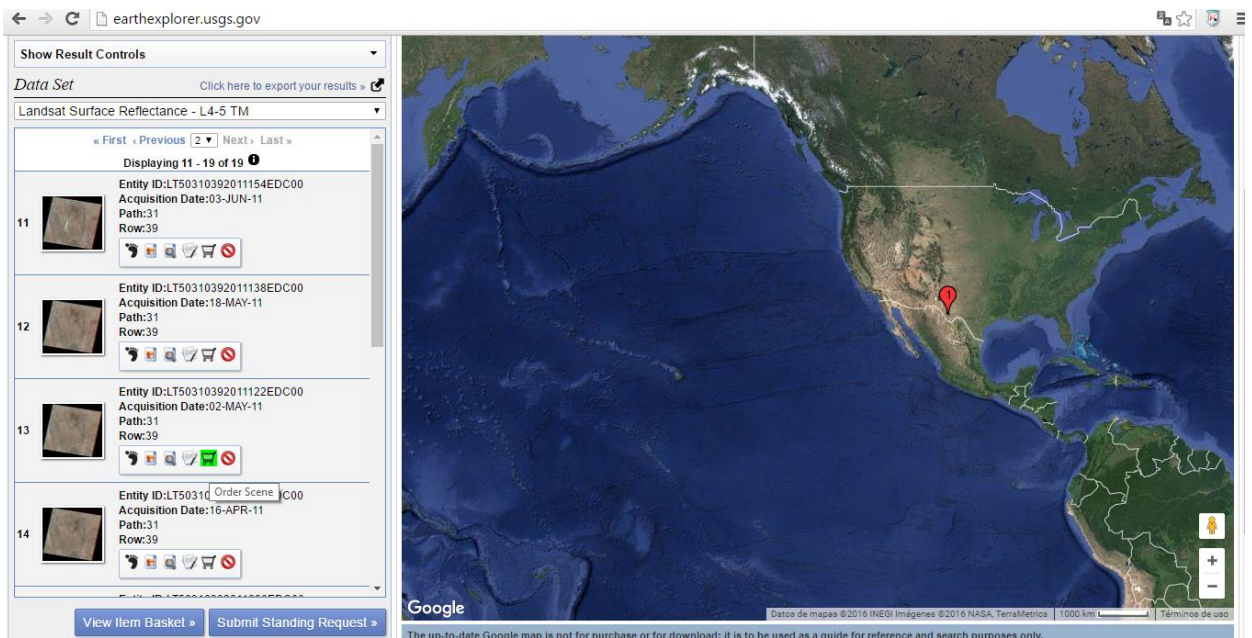 earthexplorer.usgs.gov
Show Result Controls
Data Set
Click here to export your results »
Landsat Surface Reflectance - L4-5 TM
« First ‹ Previous 2 Next › Last »
Displaying 11 - 19 of 19
11
Entity ID:LT50310392011154EDC00
Acquisition Date:03-JUN-11
Path:31
Row:39
12
Entity ID:LT50310392011138EDC00
Acquisition Date:18-MAY-11
Path:31
Row:39
13
Entity ID:LT50310392011122EDC00
Acquisition Date:02-MAY-11
Path:31
Row:39
Order Scene
14
Acquisition Date:16-APR-11
Path:31
Row:39
View Item Basket »
Submit Standing Request »
1
+
−
Google
Datos de mapas ©2016 INEGI Imágenes ©2016 NASA, TerraMetrics
1000 km
Términos de uso
The up-to-date Google map is not for purchase or for download; it is to be used as a guide for reference and search purposes only.